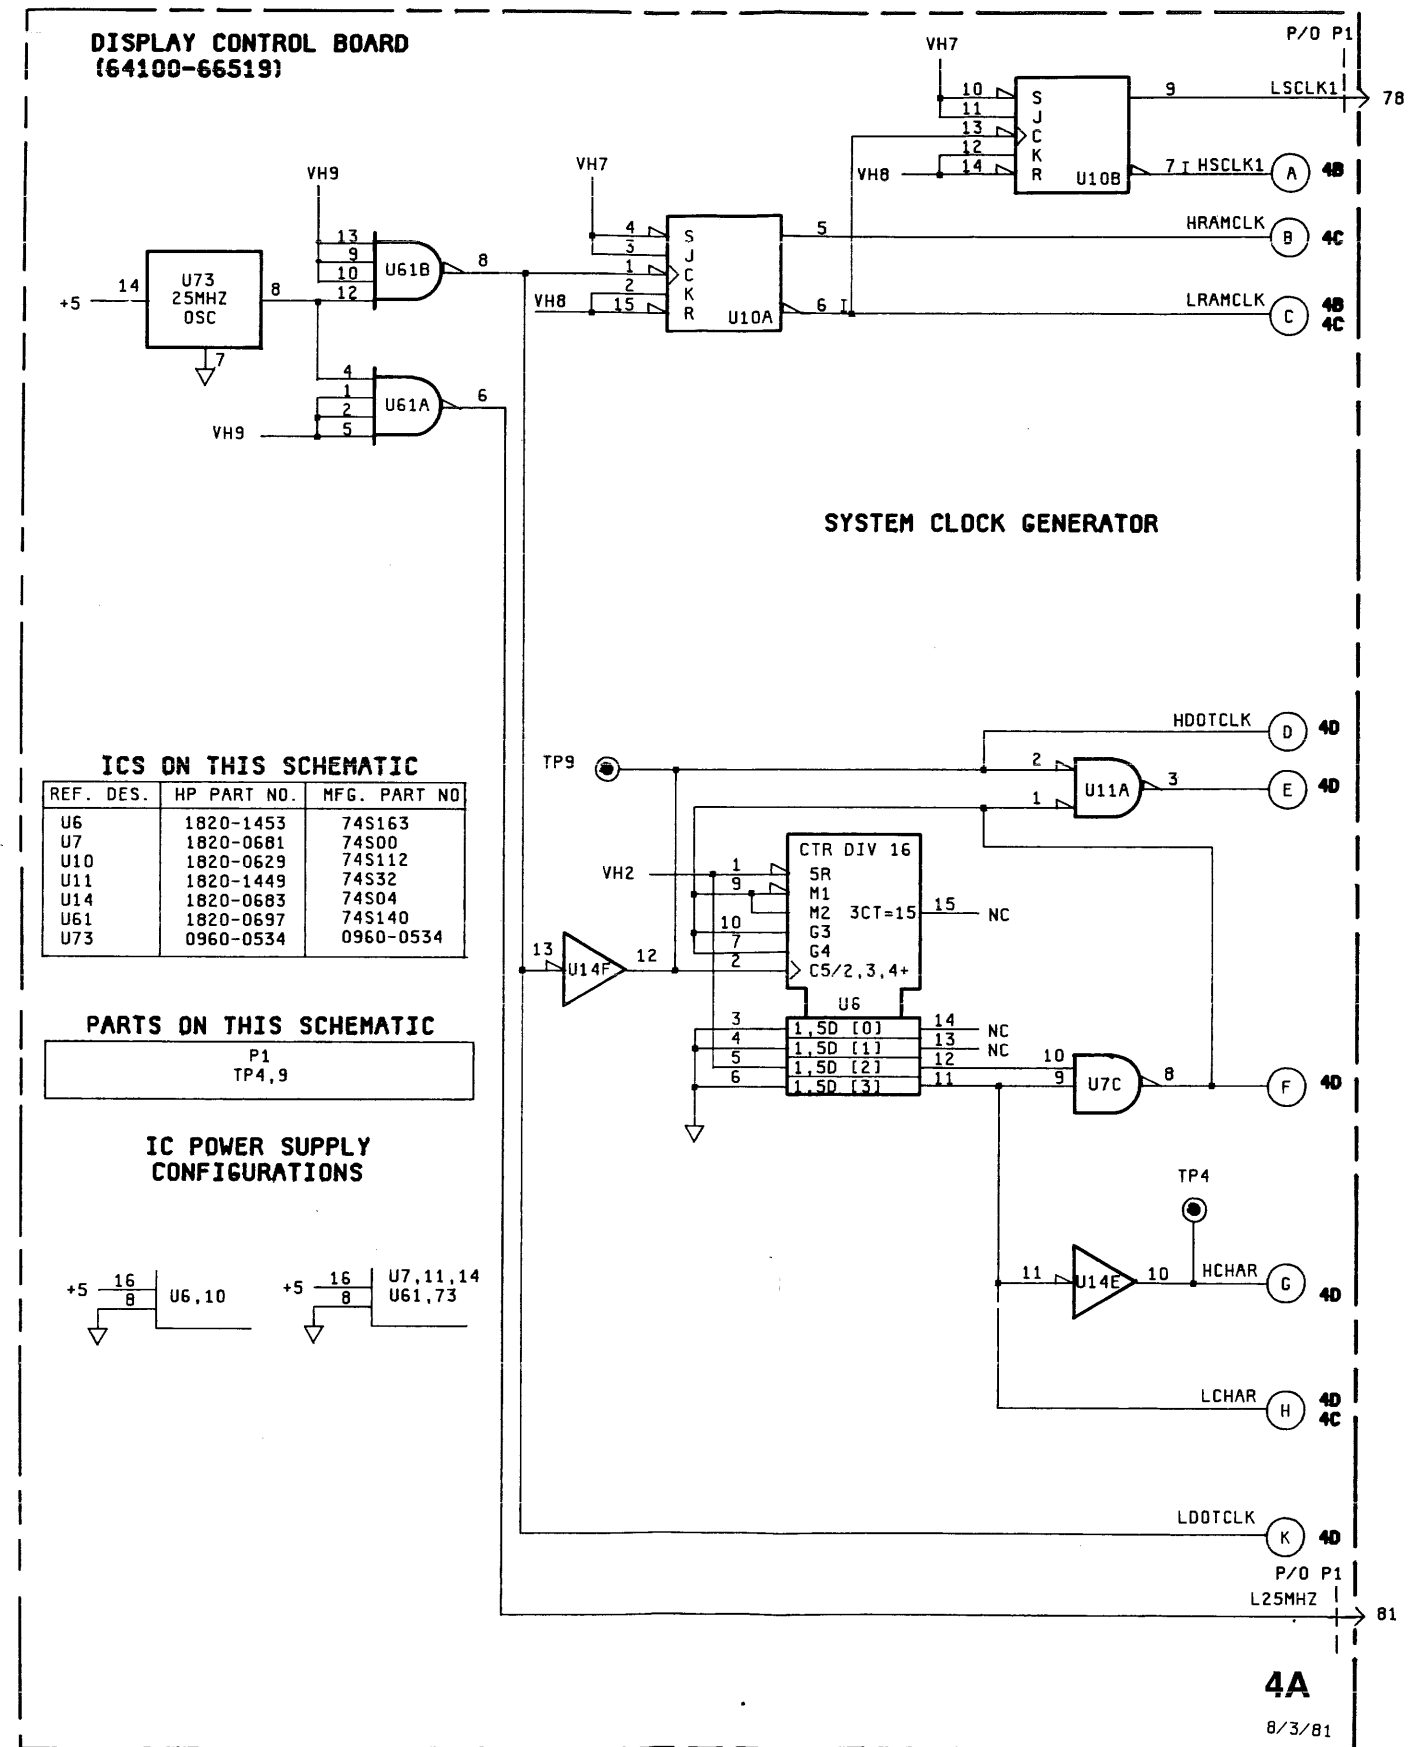 DISPLAY CONTROL BOARD
(64100-66519)
P/O P1
VH7
10 S
11 J
13 C
12 K
14 R
VH8
U10B
9 LSCLK1 78
7 HSCLK1 A 4B
VH9
VH7
4 S
3 J
1 C
2 K
15 R
VH8
U10A
5 HRAMCLK B 4C
6 LRAMCLK C 4B
4C
+5 14
U73
25MHZ
OSC
8
7
13
9
10
12
U61B 8
4
1
2
5
U61A 6
VH9
SYSTEM CLOCK GENERATOR
HDOTCLK D 4D
TP9
2
1
U11A 3 E 4D
ICS ON THIS SCHEMATIC
REF. DES. HP PART NO. MFG. PART NO
U6 1820-1453 74S163
U7 1820-0681 74S00
U10 1820-0629 74S112
U11 1820-1449 74S32
U14 1820-0683 74S04
U61 1820-0697 74S140
U73 0960-0534 0960-0534
CTR DIV 16
VH2 1 5R
9 M1
M2 3CT=15 15 NC
10 G3
7 G4
2 C5/2,3,4+
13 U14F 12
U6
3 1,5D [0] 14 NC
4 1,5D [1] 13 NC
5 1,5D [2] 12
6 1,5D [3] 11
10
9
U7C 8 F 4D
PARTS ON THIS SCHEMATIC
P1
TP4,9
IC POWER SUPPLY
CONFIGURATIONS
+5 16
8
U6,10
+5 16
8
U7,11,14
U61,73
TP4
11 U14E 10 HCHAR G 4D
LCHAR H 4D
4C
LDOTCLK K 4D
P/O P1
L25MHZ 81
4A
8/3/81